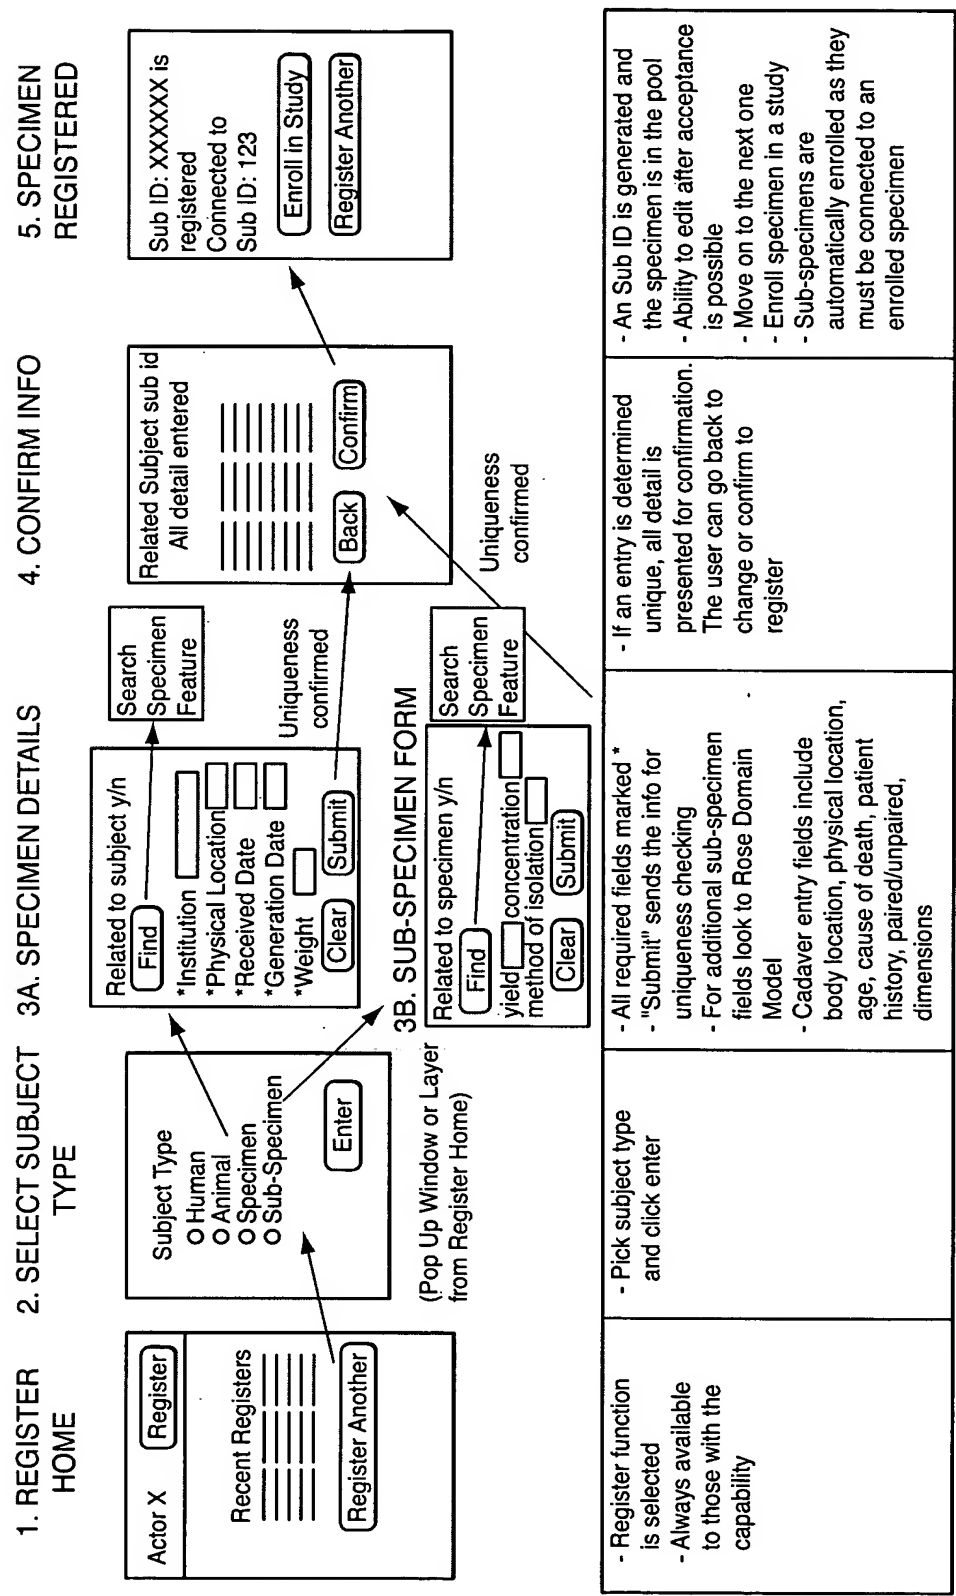 1. REGISTER
HOME
Actor X
Register
Recent Registers
Register Another
2. SELECT SUBJECT
TYPE
Subject Type
Human
Animal
Specimen
Sub-Specimen
Enter
(Pop Up Window or Layer
from Register Home)
3A. SPECIMEN DETAILS
Related to subject y/n
Find
*Institution
*Physical Location
*Received Date
*Generation Date
*Weight
Clear
Submit
Search
Specimen
Feature
Uniqueness
confirmed
3B. SUB-SPECIMEN FORM
Related to specimen y/n
Find
yield concentration
method of isolation
Clear
Submit
Search
Specimen
Feature
Uniqueness
confirmed
4. CONFIRM INFO
Related Subject sub id
All detail entered
Back
Confirm
5. SPECIMEN
REGISTERED
Sub ID: XXXXXX is
registered
Connected to
Sub ID: 123
Enroll in Study
Register Another
- Register function
is selected
- Always available
to those with the
capability
- Pick subject type
and click enter
- All required fields marked *
- "Submit" sends the info for
uniqueness checking
- For additional sub-specimen
fields look to Rose Domain
Model
- Cadaver entry fields include
body location, physical location,
age, cause of death, patient
history, paired/unpaired,
dimensions
- If an entry is determined
unique, all detail is
presented for confirmation.
The user can go back to
change or confirm to
register
- An Sub ID is generated and
the specimen is in the pool
- Ability to edit after acceptance
is possible
- Move on to the next one
- Enroll specimen in a study
- Sub-specimens are
automatically enrolled as they
must be connected to an
enrolled specimen